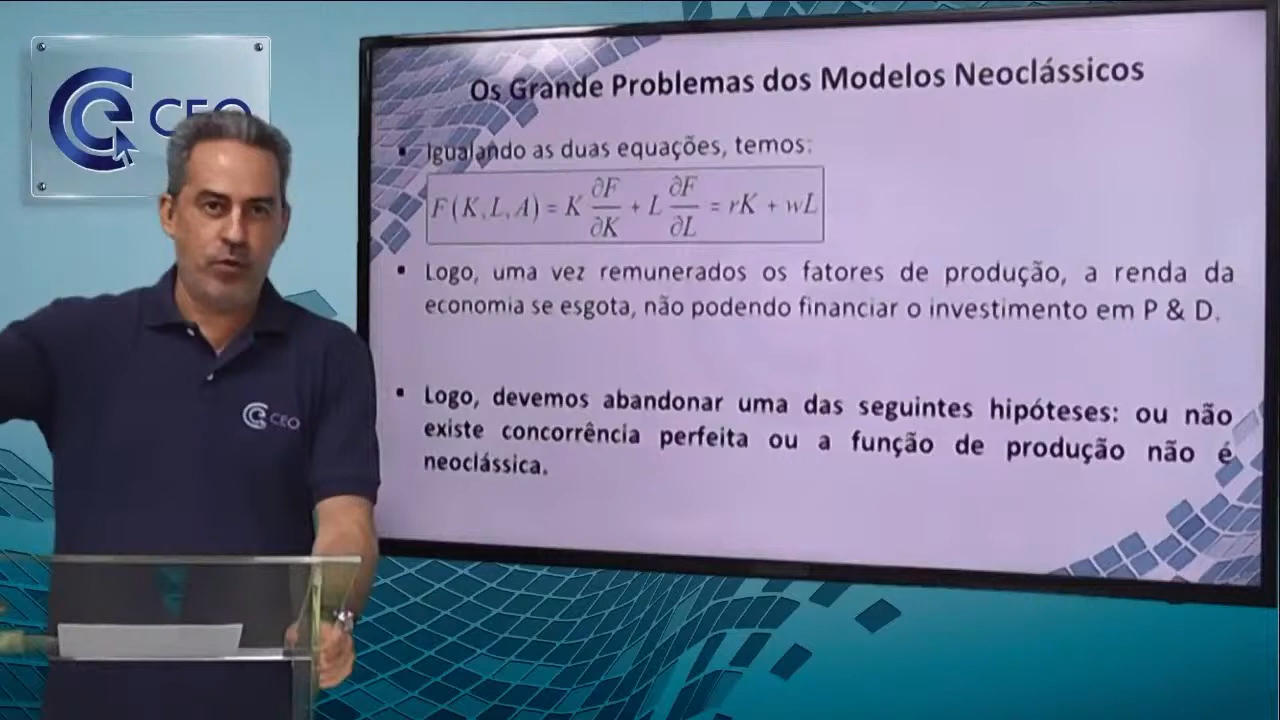 CEO
Os Grande Problemas dos Modelos Neoclássicos
▪ Igualando as duas equações, temos:
F(K,L,A) = K ∂F/∂K + L ∂F/∂L = rK + wL
▪ Logo, uma vez remunerados os fatores de produção, a renda da
economia se esgota, não podendo financiar o investimento em P & D.
▪ Logo, devemos abandonar uma das seguintes hipóteses: ou não
existe concorrência perfeita ou a função de produção não é
neoclássica.
CEO